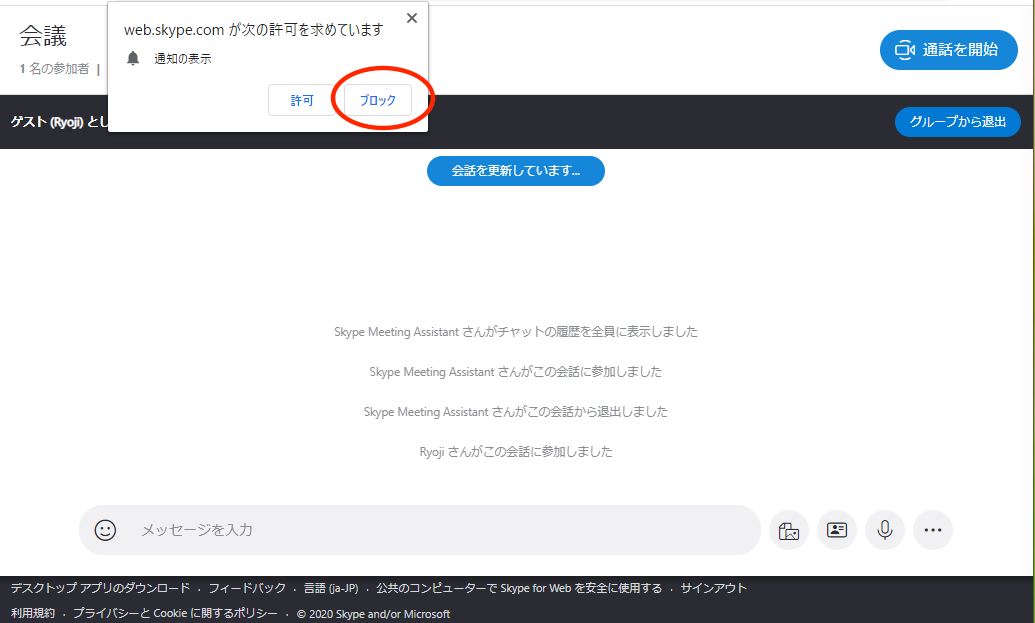 会議
1 名の参加者 |
web.skype.com が次の許可を求めています
通知の表示
許可
ブロック
通話を開始
ゲスト (Ryoji) とし
グループから退出
会話を更新しています...
Skype Meeting Assistant さんがチャットの履歴を全員に表示しました
Skype Meeting Assistant さんがこの会話に参加しました
Skype Meeting Assistant さんがこの会話から退出しました
Ryoji さんがこの会話に参加しました
メッセージを入力
デスクトップ アプリのダウンロード · フィードバック · 言語 (ja-JP) · 公共のコンピューターで Skype for Web を安全に使用する · サインアウト
利用規約 · プライバシーと Cookie に関するポリシー · © 2020 Skype and/or Microsoft